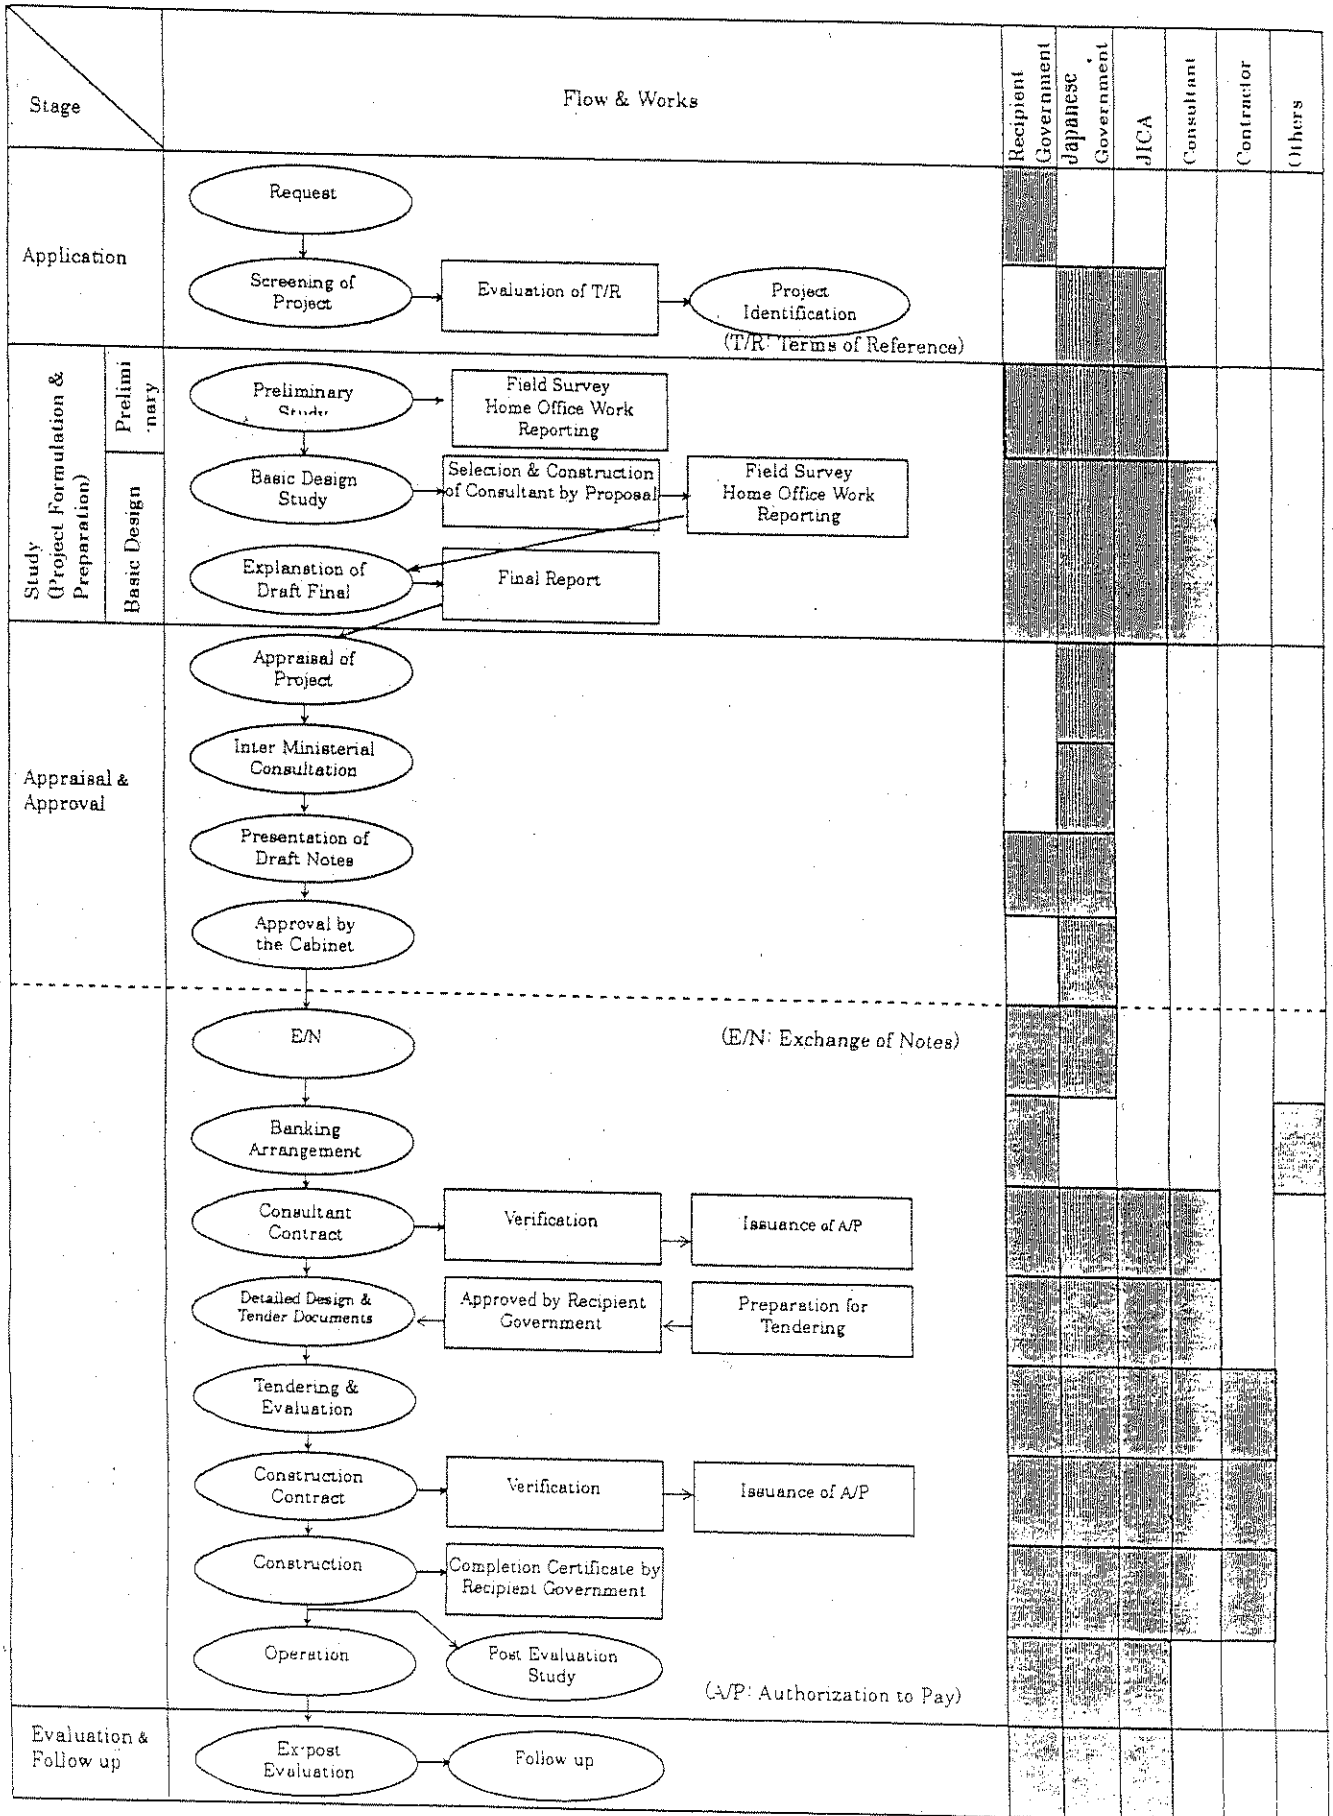 Stage
Flow & Works
Recipient
Government
Japanese
Government
JICA
Consultant
Contractor
Others
Application
Request
Screening of
Project
Evaluation of T/R
Project
Identification
(T/R: Terms of Reference)
Study
(Project Formulation &
Preparation)
Prelimi
nary
Preliminary
Study
Field Survey
Home Office Work
Reporting
Basic Design
Basic Design
Study
Selection & Construction
of Consultant by Proposal
Field Survey
Home Office Work
Reporting
Explanation of
Draft Final
Final Report
Appraisal &
Approval
Appraisal of
Project
Inter Ministerial
Consultation
Presentation of
Draft Notes
Approval by
the Cabinet
E/N
(E/N: Exchange of Notes)
Banking
Arrangement
Consultant
Contract
Verification
Issuance of A/P
Detailed Design &
Tender Documents
Approved by Recipient
Government
Preparation for
Tendering
Tendering &
Evaluation
Construction
Contract
Verification
Issuance of A/P
Construction
Completion Certificate by
Recipient Government
Operation
Post Evaluation
Study
(A/P: Authorization to Pay)
Evaluation &
Follow up
Ex-post
Evaluation
Follow up